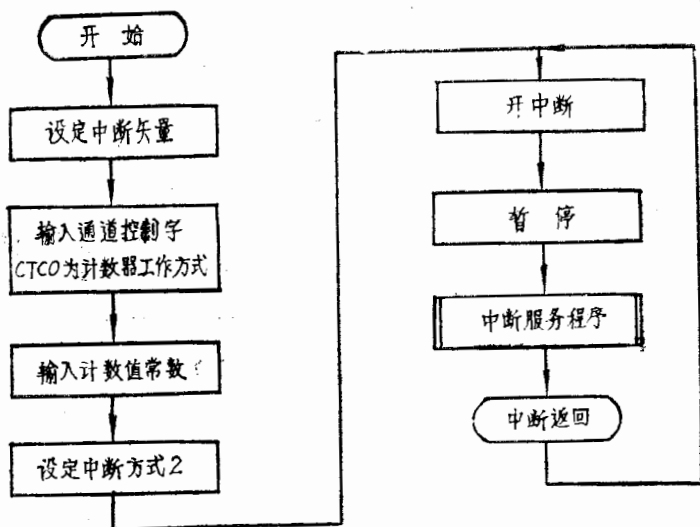 开始
设定中断矢量
输入通道控制字
CTCO为计数器工作方式
输入计数值常数
设定中断方式2
开中断
暂停
中断服务程序
中断返回